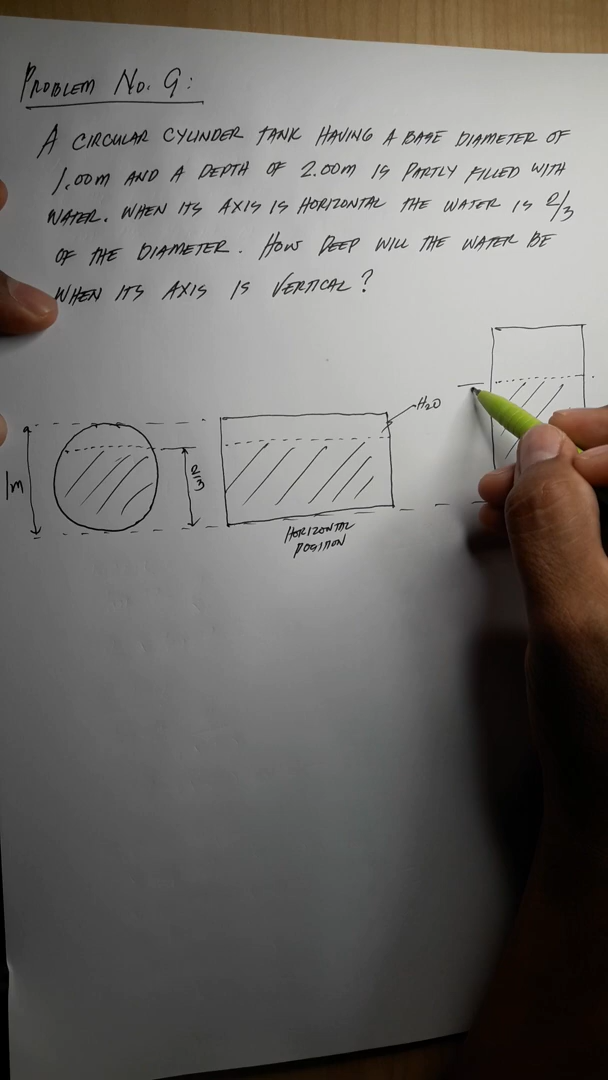 PROBLEM NO. 9:
A CIRCULAR CYLINDER TANK HAVING A BASE DIAMETER OF
1.00M AND A DEPTH OF 2.00M IS PARTLY FILLED WITH
WATER. WHEN ITS AXIS IS HORIZONTAL THE WATER IS 2/3
OF THE DIAMETER. HOW DEEP WILL THE WATER BE
WHEN ITS AXIS IS VERTICAL?
H2O
1m
2/3
HORIZONTAL
POSITION